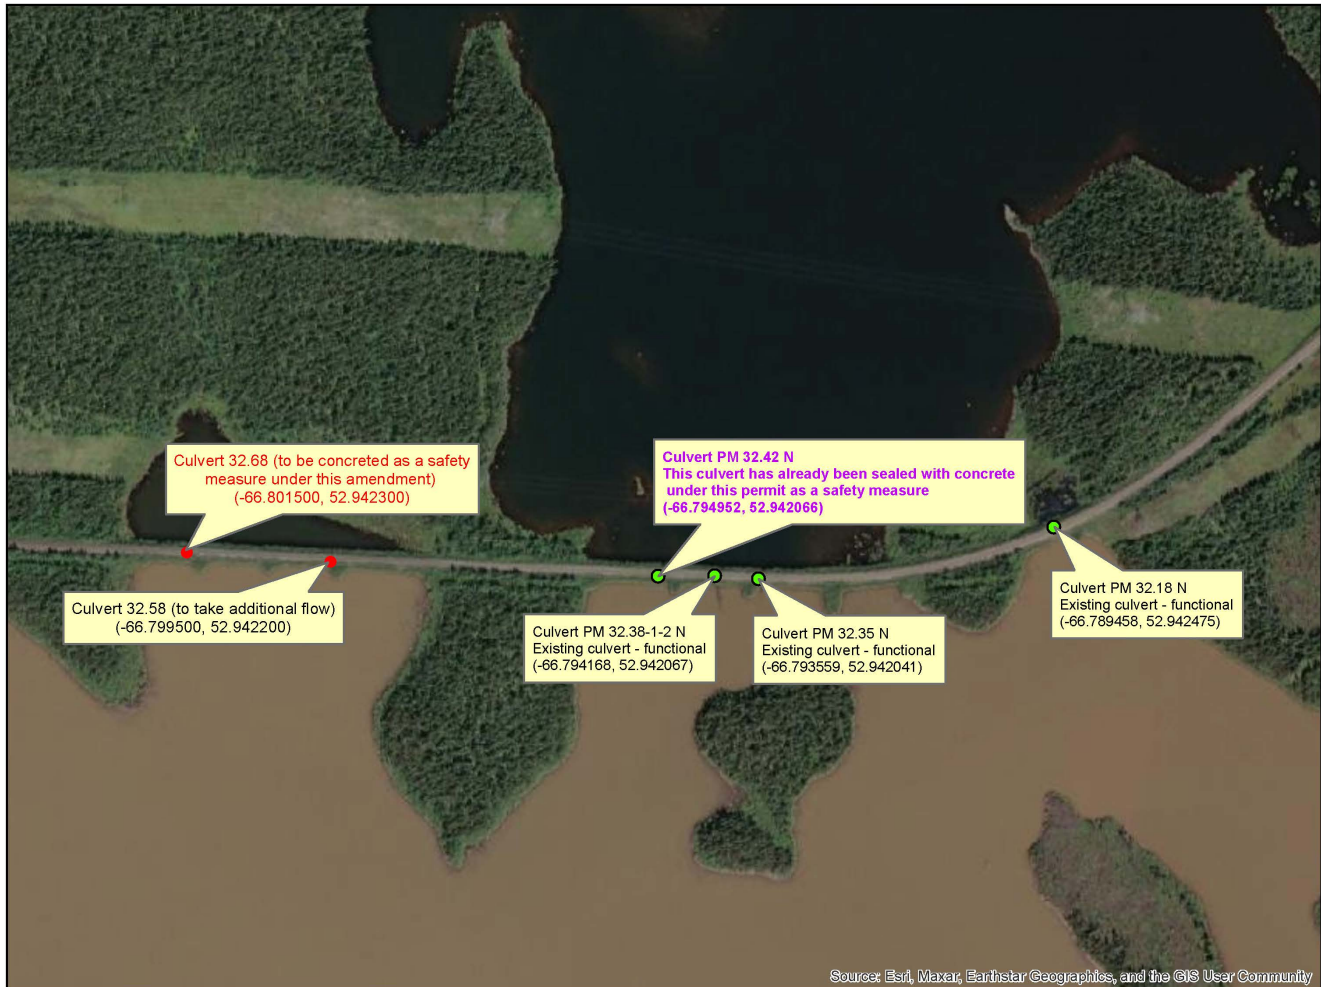 Culvert 32.68 (to be concreted as a safety
measure under this amendment)
(-66.801500, 52.942300)
Culvert PM 32.42 N
This culvert has already been sealed with concrete
under this permit as a safety measure
(-66.794952, 52.942066)
Culvert 32.58 (to take additional flow)
(-66.799500, 52.942200)
Culvert PM 32.38-1-2 N
Existing culvert - functional
(-66.794168, 52.942067)
Culvert PM 32.35 N
Existing culvert - functional
(-66.793559, 52.942041)
Culvert PM 32.18 N
Existing culvert - functional
(-66.789458, 52.942475)
Source: Esri, Maxar, Earthstar Geographics, and the GIS User Community